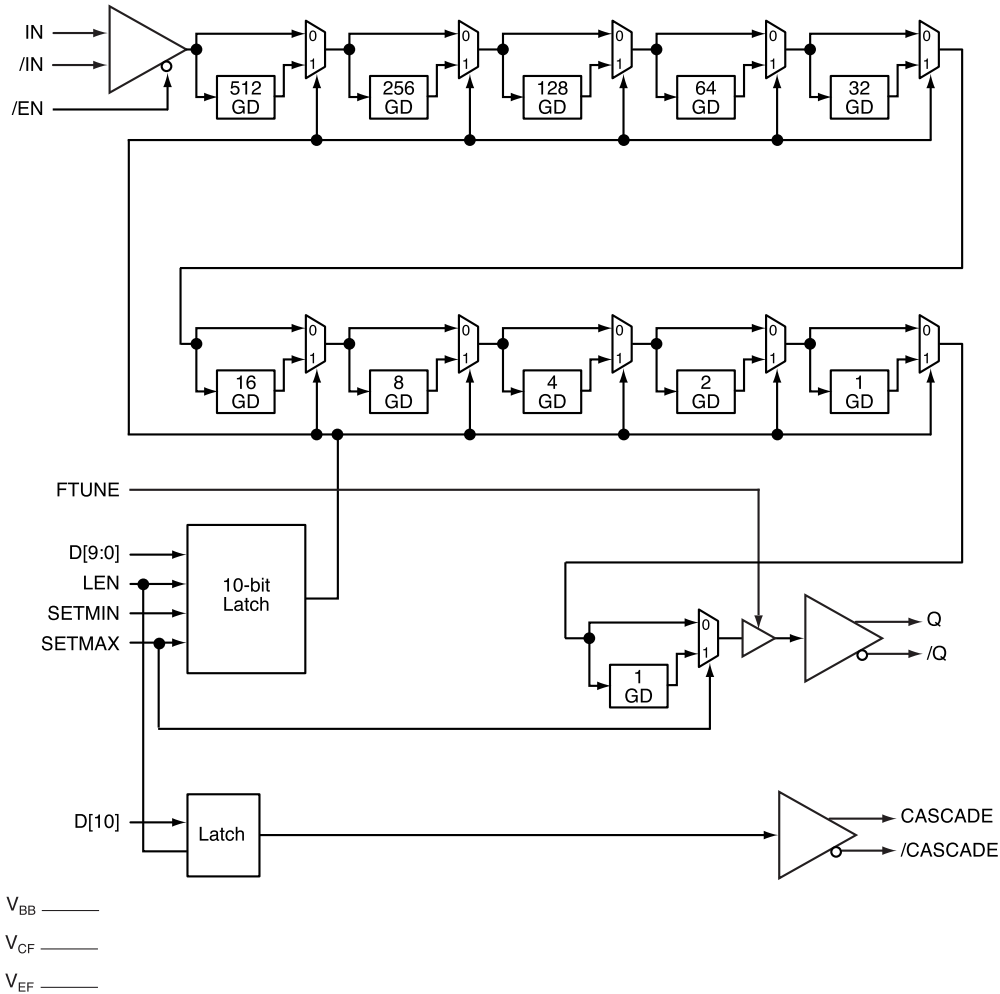 IN
/IN
/EN
0
1
512
GD
0
1
256
GD
0
1
128
GD
0
1
64
GD
0
1
32
GD
0
1
16
GD
0
1
8
GD
0
1
4
GD
0
1
2
GD
0
1
1
GD
FTUNE
D[9:0]
LEN
SETMIN
SETMAX
10-bit
Latch
0
1
1
GD
Q
/Q
D[10]
Latch
CASCADE
/CASCADE
VBB
VCF
VEF